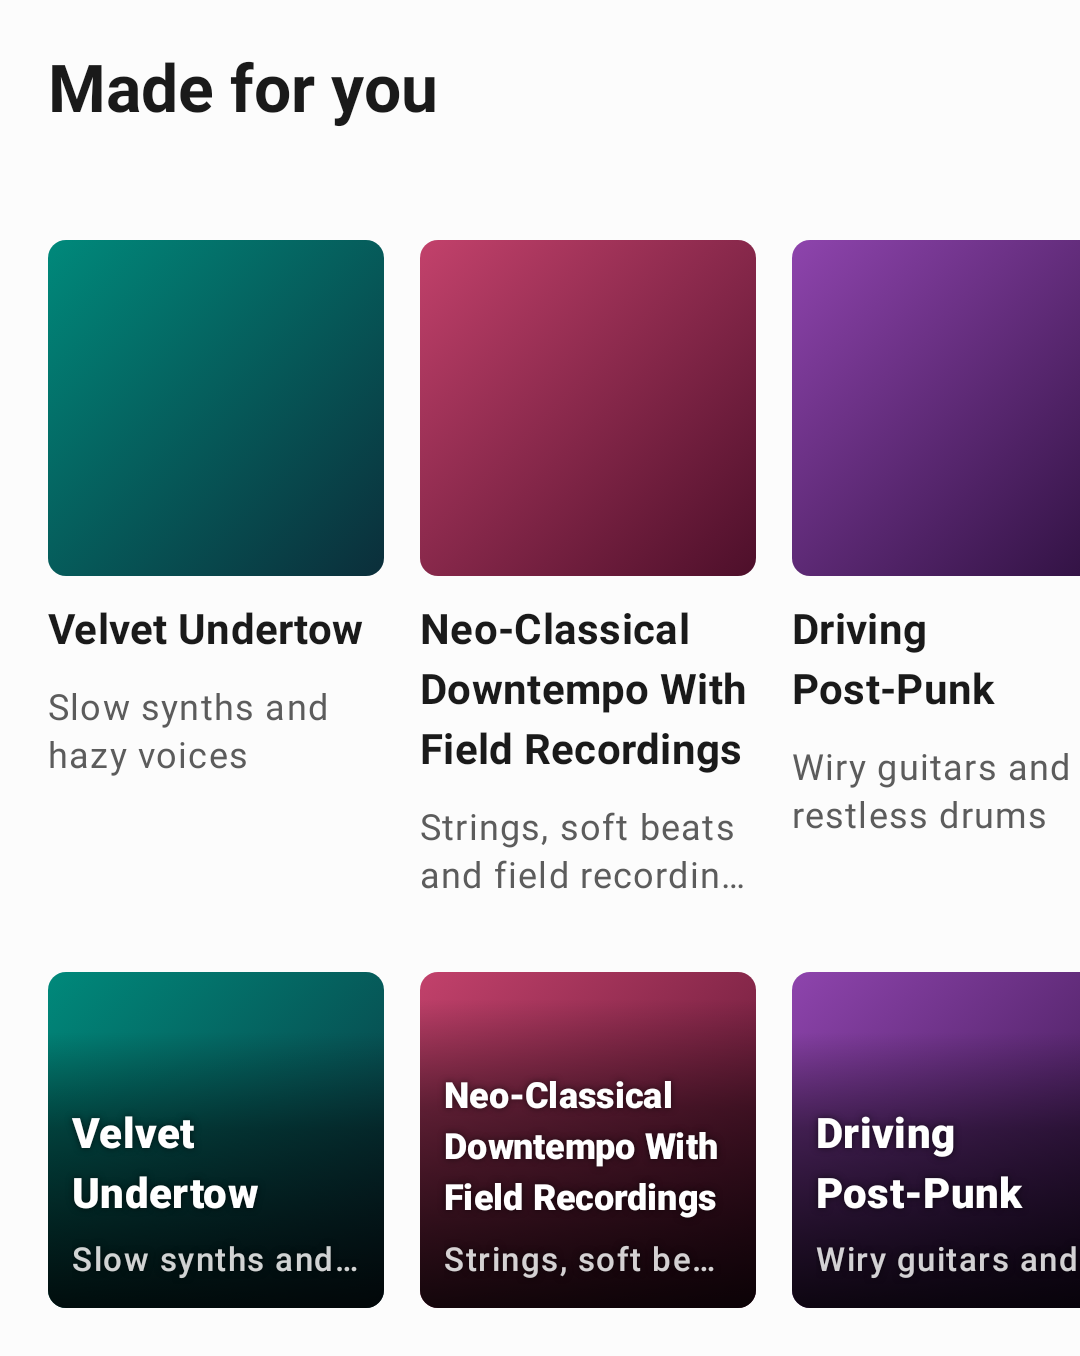 Made for you
Velvet Undertow
Slow synths and
hazy voices
Neo-Classical
Downtempo With
Field Recordings
Strings, soft beats
and field recordin…
Driving
Post-Punk
Wiry guitars and
restless drums
Velvet
Undertow
Slow synths and…
Neo-Classical
Downtempo With
Field Recordings
Strings, soft be…
Driving
Post-Punk
Wiry guitars and